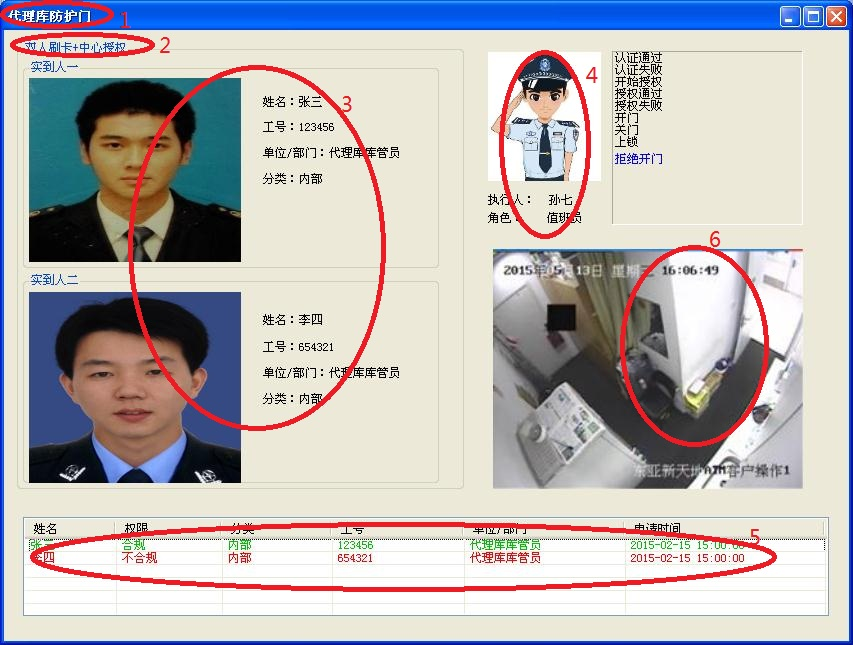 代理库防护门 1
双人刷卡+中心授权 2
实到人一
姓名：张三 3
工号：123456
单位/部门：代理库库管员
分类：内部
实到人二
姓名：李四
工号：654321
单位/部门：代理库库管员
分类：内部
4
执行人： 孙七
角色： 值班员
认证通过
认证失败
开始授权
授权通过
授权失败
开门
关门
上锁
拒绝开门
6
2015年05月13日 星期三 16:06:49
东亚新天地ATM客户操作1
姓名 权限 分类 工号 单位/部门 申请时间 5
张三 合规 内部 123456 代理库库管员 2015-02-15 15:00:00
李四 不合规 内部 654321 代理库库管员 2015-02-15 15:00:00